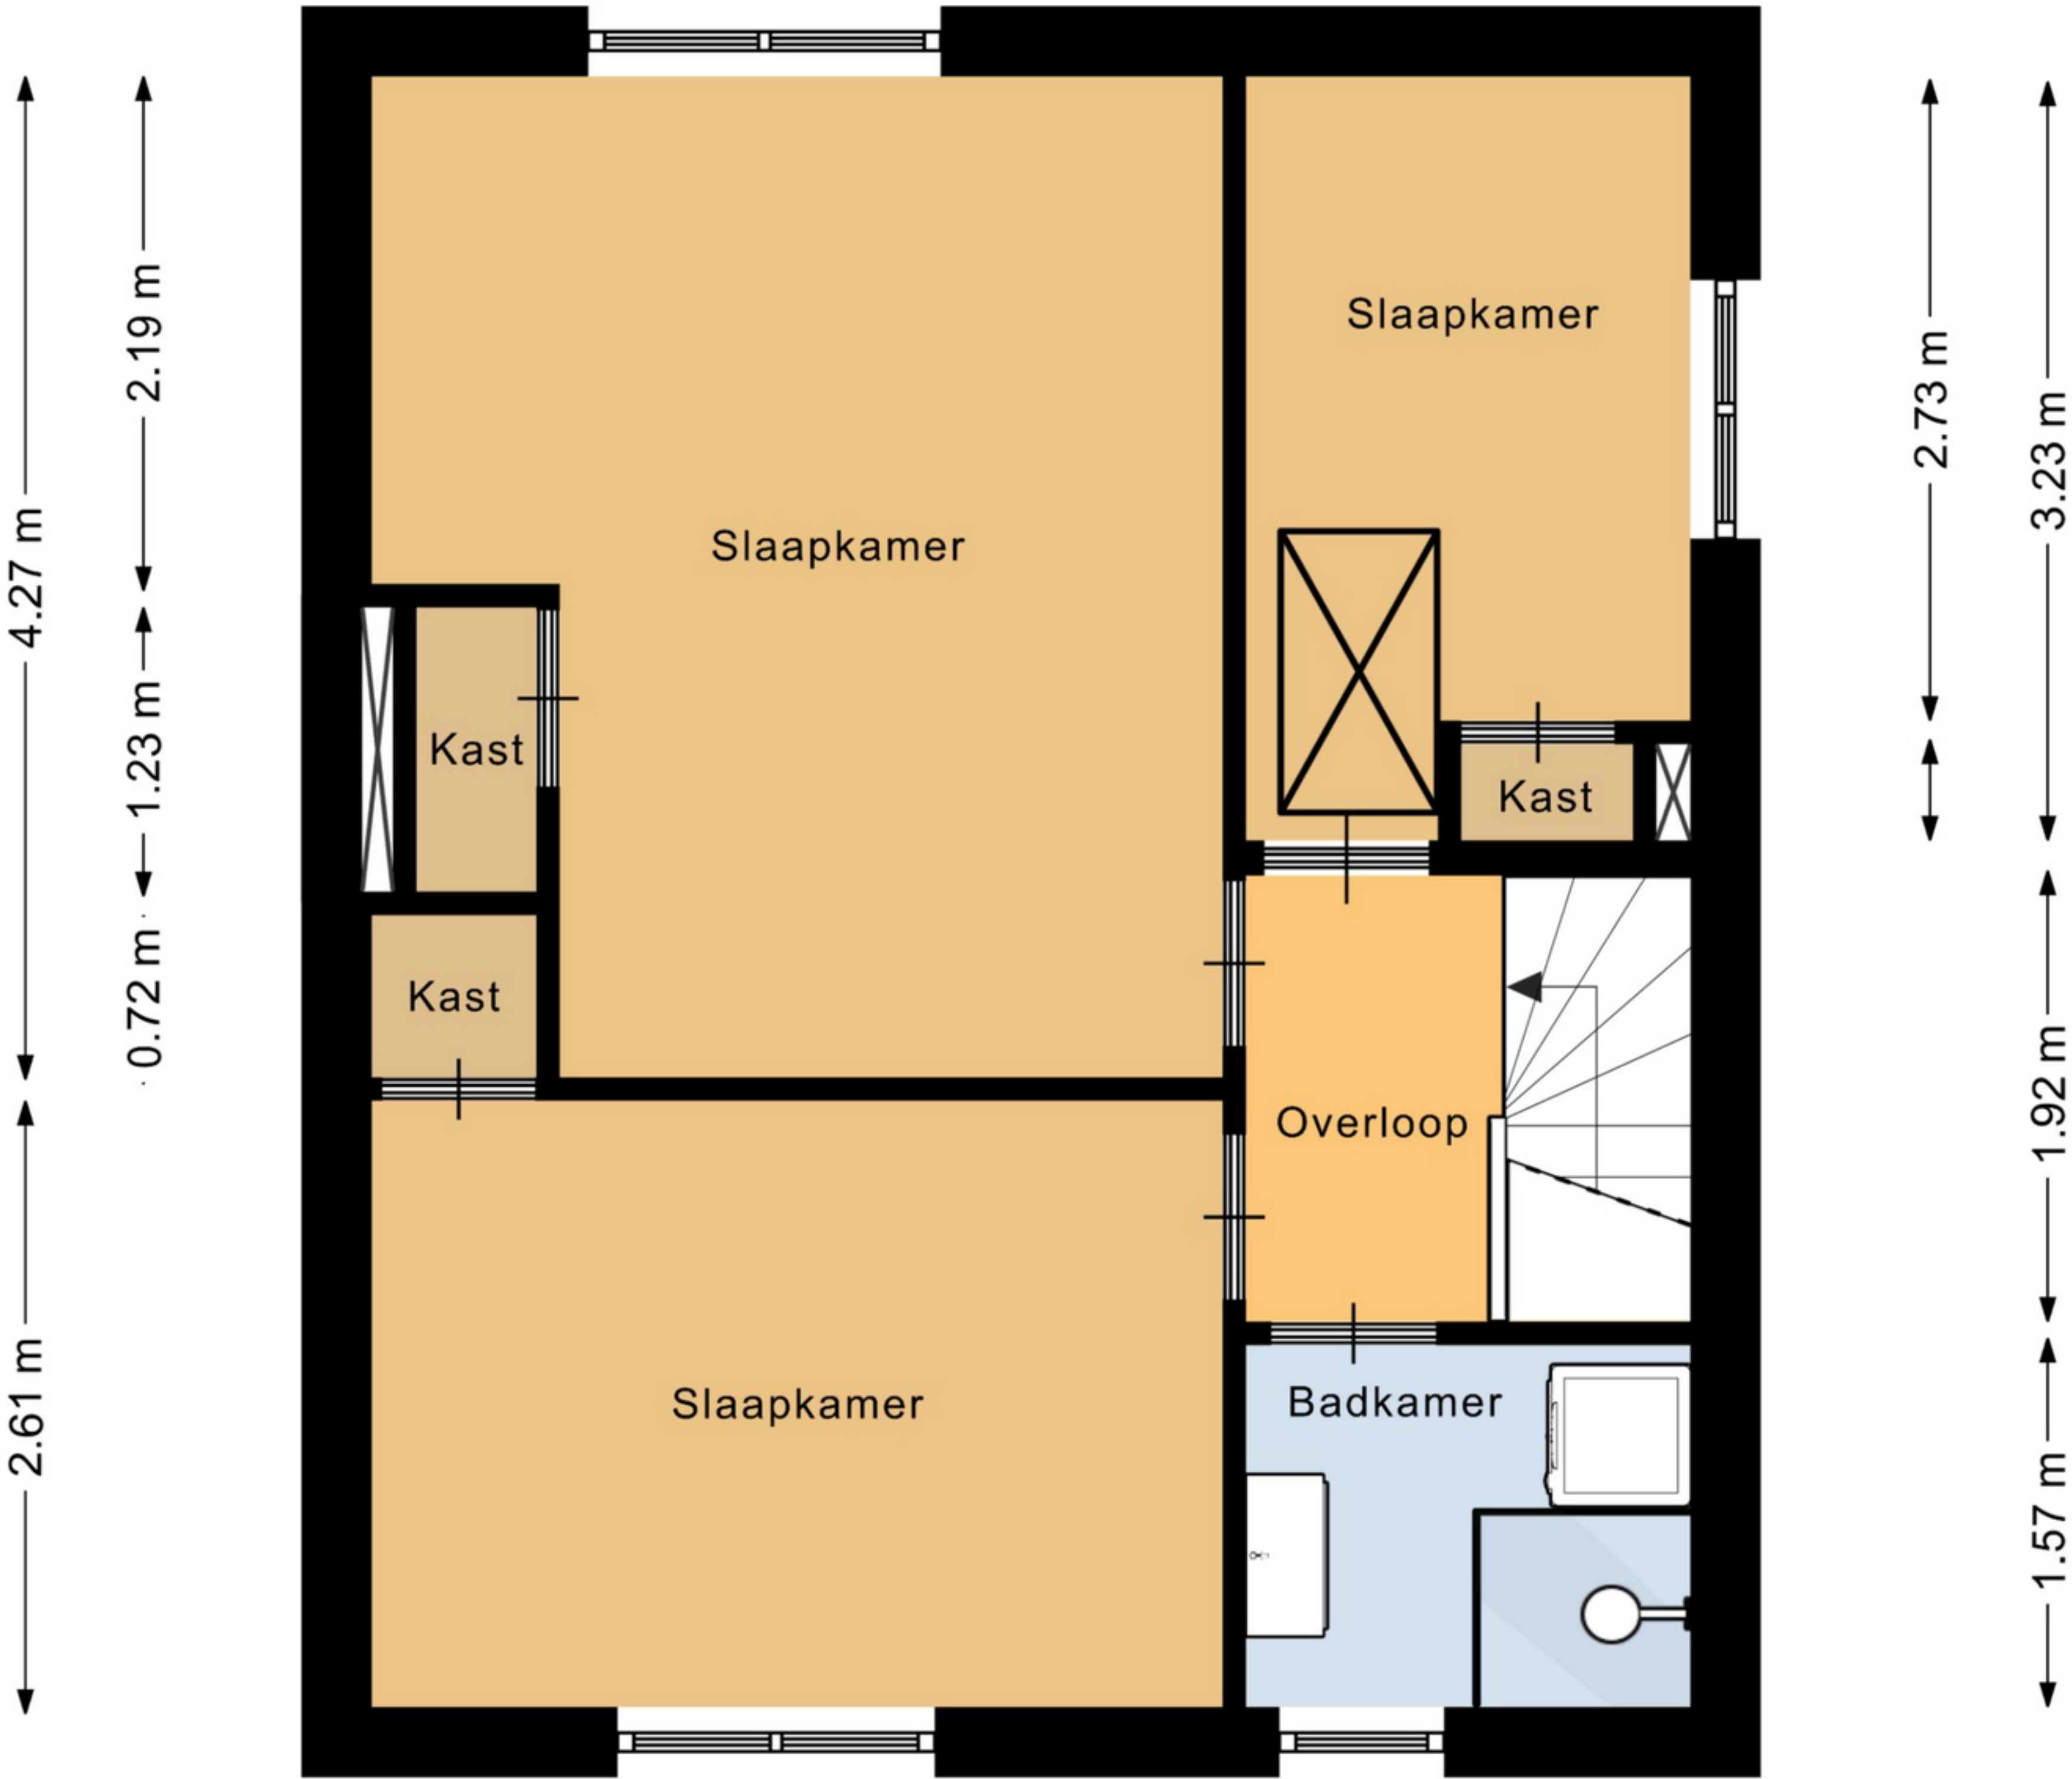 4.27 m
2.19 m
2.73 m
3.23 m
Slaapkamer
Slaapkamer
1.23 m
Kast
Kast
0.72 m
Kast
Overloop
1.92 m
2.61 m
Slaapkamer
Badkamer
1.57 m